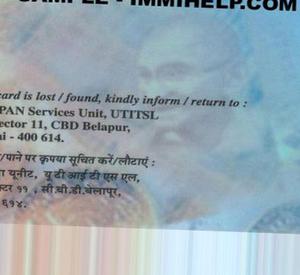 SAMPLE - IMMIHELP.COM
card is lost / found, kindly inform / return to :
PAN Services Unit, UTITSL
ector 11, CBD Belapur,
i - 400 614.
/पाने पर कृपया सूचित करें/लौटाएं :
यूनीट, यू टी आई टी एस एल,
क्टर ११ , सी.बी.डी.बेलापूर,
६१४.